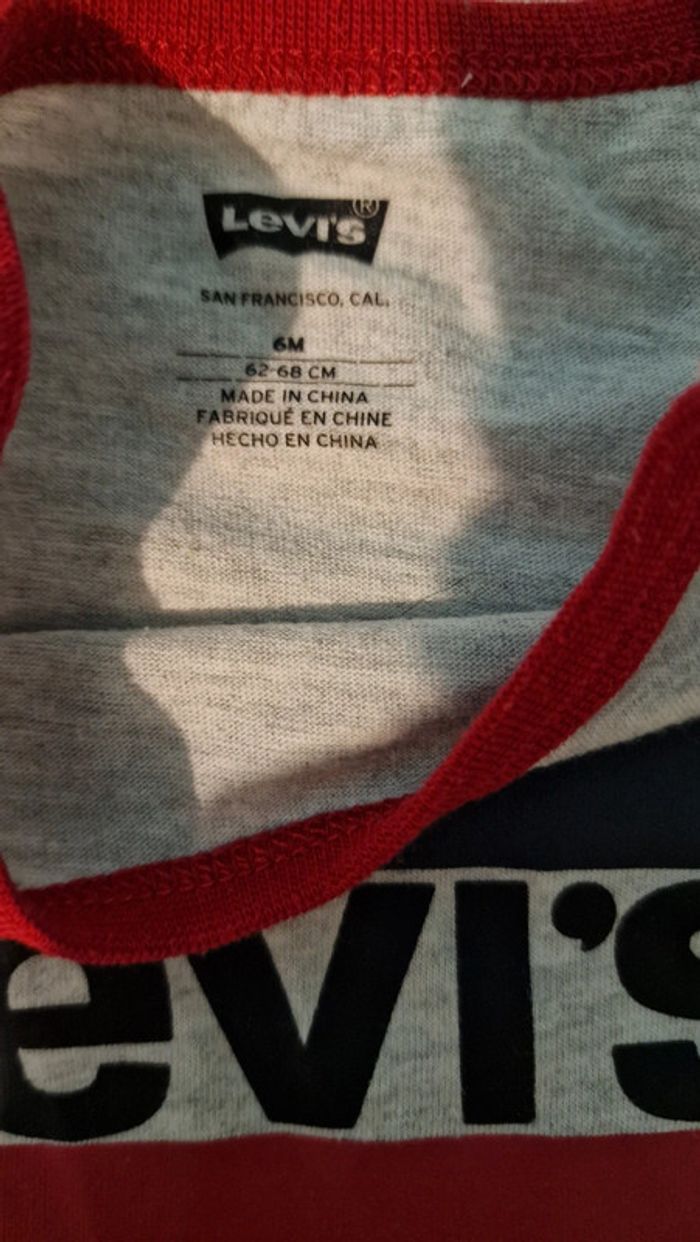 Levi's®
SAN FRANCISCO, CAL.
6M
62-68 CM
MADE IN CHINA
FABRIQUÉ EN CHINE
HECHO EN CHINA
evi's